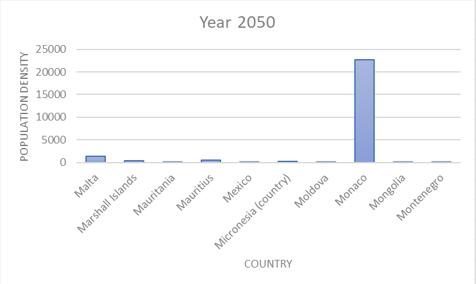 Year 2050
POPULATION DENSITY
25000
20000
15000
10000
5000
0
Malta
Marshall Islands
Mauritania
Mauritius
Mexico
Micronesia (country)
Moldova
Monaco
Mongolia
Montenegro
COUNTRY